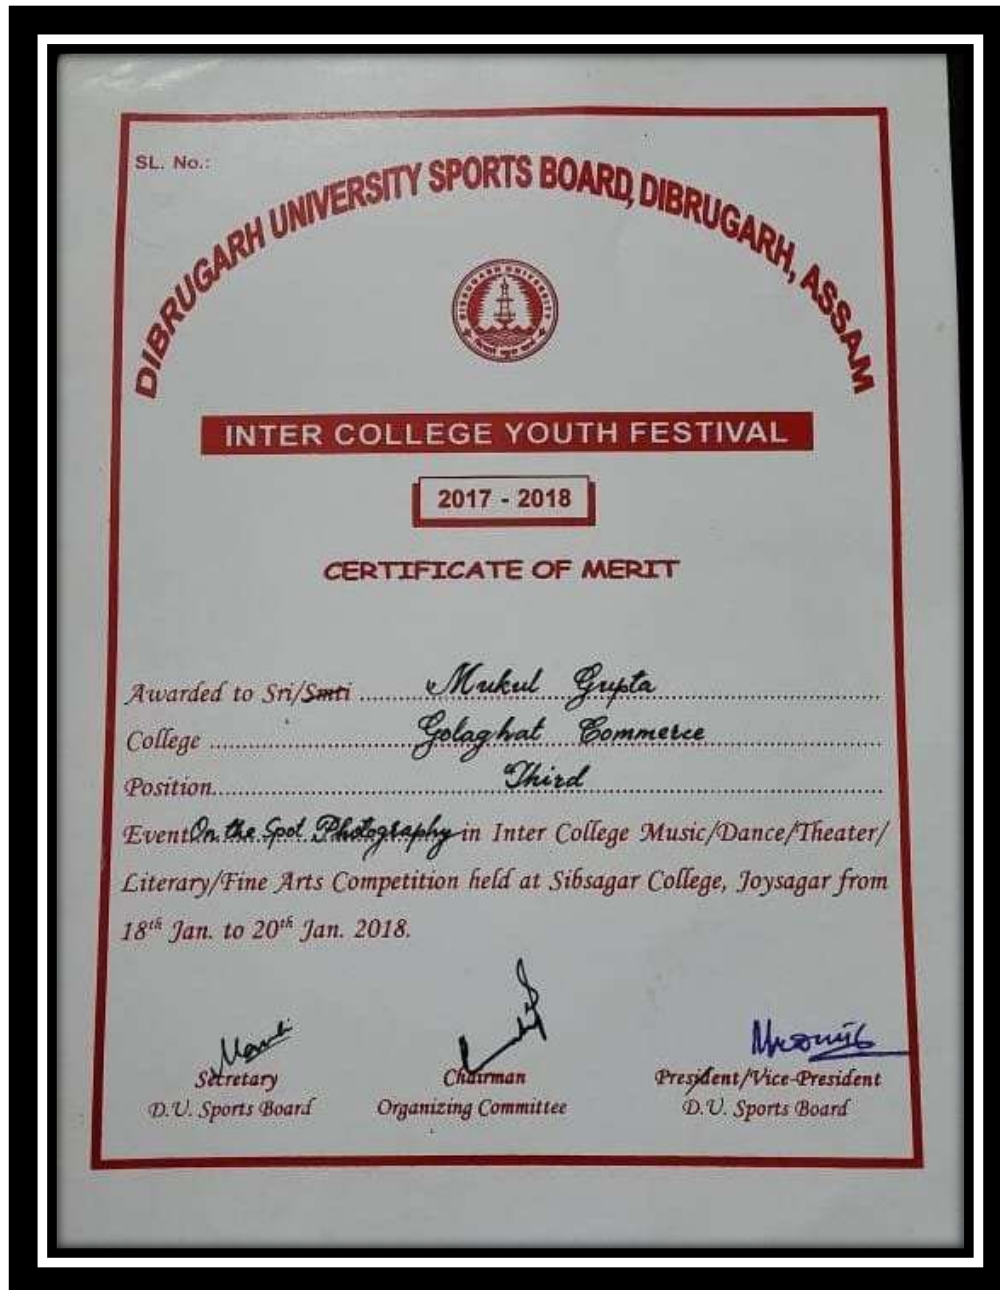 SL. No.:
DIBRUGARH UNIVERSITY SPORTS BOARD, DIBRUGARH, ASSAM
DIBRUGARH UNIVERSITY
INTER COLLEGE YOUTH FESTIVAL
2017 - 2018
CERTIFICATE OF MERIT
Awarded to Sri/Smti Mukul Gupta
College Golaghat Commerce
Position Third
Event On the Spot Photography in Inter College Music/Dance/Theater/
Literary/Fine Arts Competition held at Sibsagar College, Joysagar from
18th Jan. to 20th Jan. 2018.
Secretary Chairman President/Vice-President
D.U. Sports Board Organizing Committee D.U. Sports Board